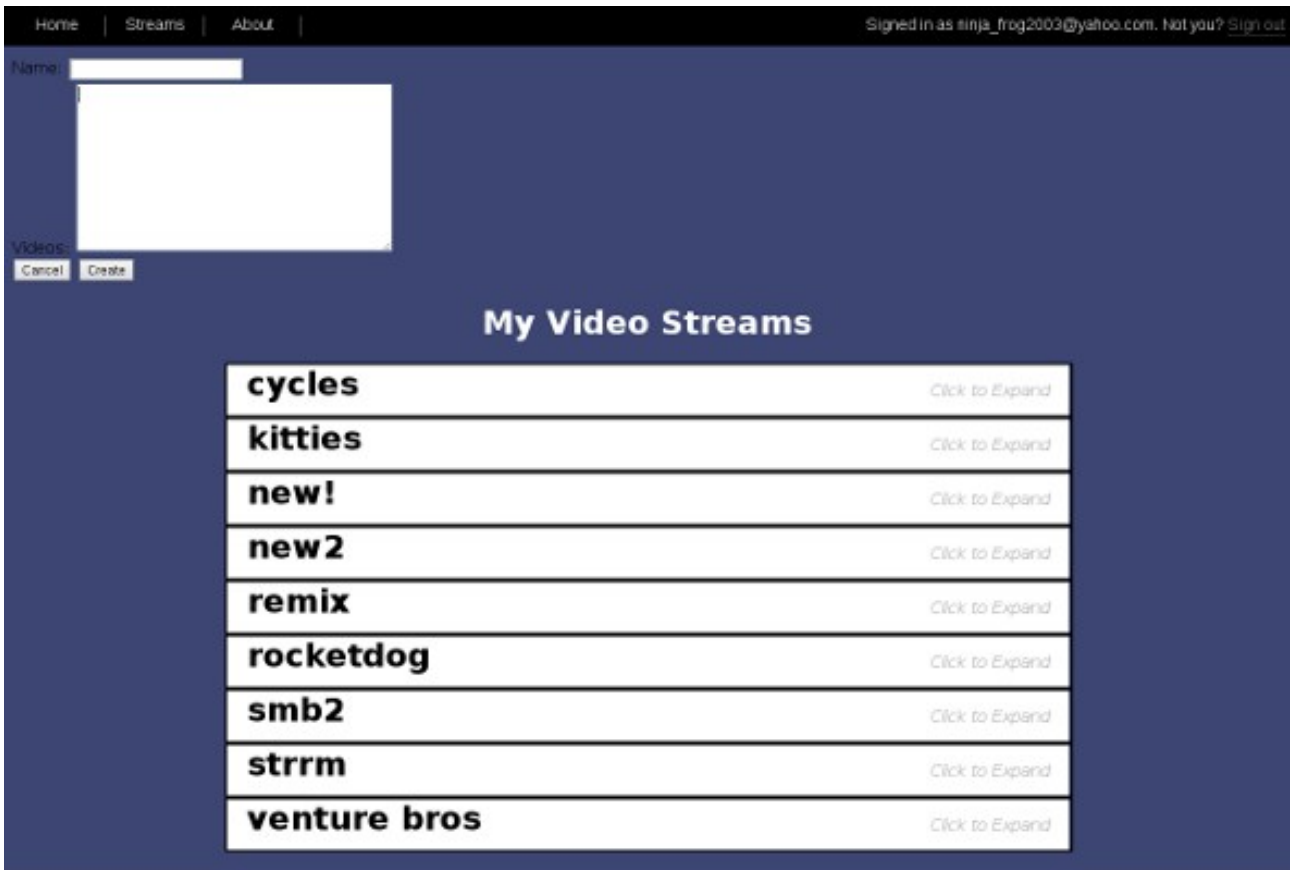 Home | Streams | About | Signed in as ninja_frog2003@yahoo.com. Not you? Sign out
Name:
Videos:
Cancel Create
My Video Streams
cycles Click to Expand
kitties Click to Expand
new! Click to Expand
new2 Click to Expand
remix Click to Expand
rocketdog Click to Expand
smb2 Click to Expand
strrm Click to Expand
venture bros Click to Expand